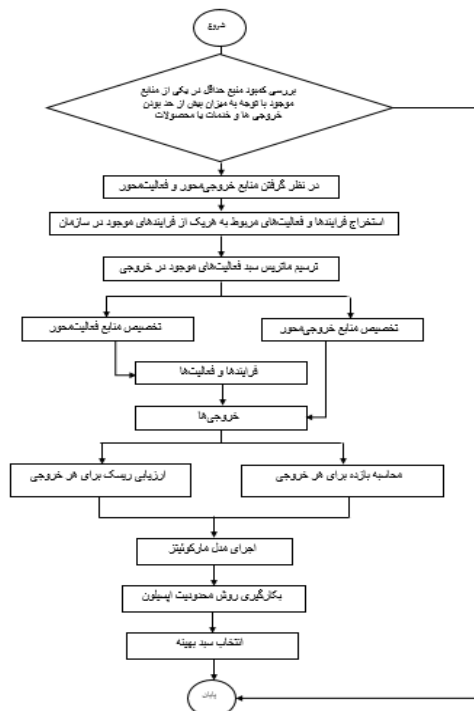 شروع
بررسی کمبود منبع حداقل در یکی از منابع
موجود با توجه به میزان بیش از حد بودن
خروجی ها و خدمات یا محصولات
در نظر گرفتن منابع خروجی‌محور و فعالیت‌محور
استخراج فرایندها و فعالیت‌های مربوط به هریک از فرایندهای موجود در سازمان
ترسیم ماتریس سبد فعالیت‌های موجود در خروجی
تخصیص منابع خروجی‌محور
تخصیص منابع فعالیت‌محور
فرایندها و فعالیت‌ها
خروجی‌ها
محاسبه بازده برای هر خروجی
ارزیابی ریسک برای هر خروجی
اجرای مدل مارکوئیتز
بکارگیری روش محدودیت اپسیلون
انتخاب سبد بهینه
پایان